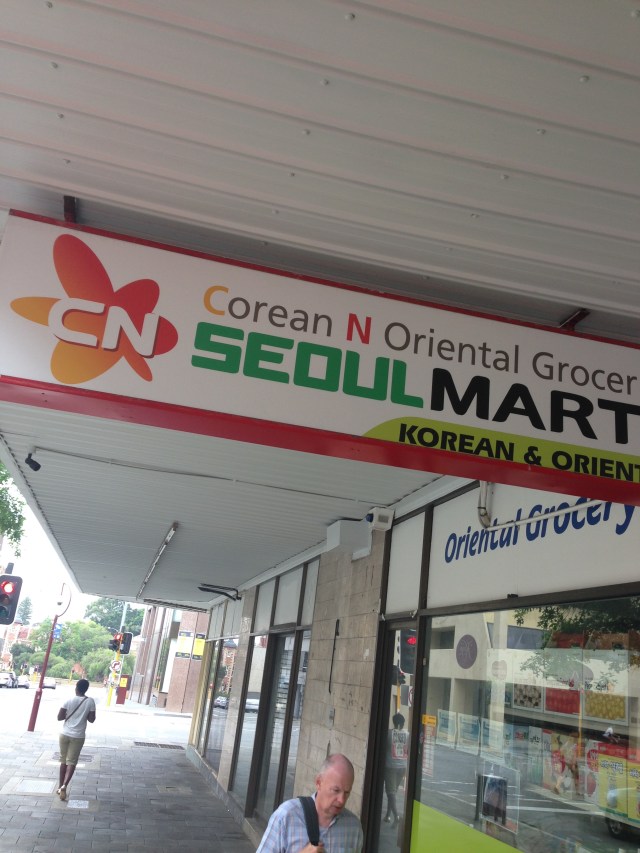 CN
Corean N Oriental Grocer
SEOULMART
KOREAN & ORIENT
Oriental Grocery